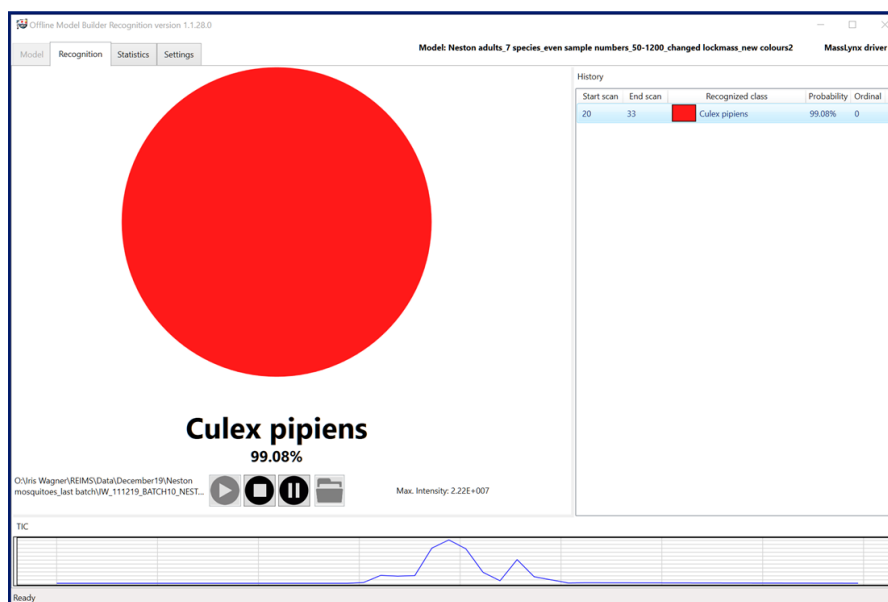 Offline Model Builder Recognition version 1.1.28.0
Model Recognition Statistics Settings
Model: Neston adults_7 species_even sample numbers_50-1200_changed lockmass_new colours2
MassLynx driver
History
Start scan End scan Recognized class Probability Ordinal
20 33 Culex pipiens 99.08% 0
Culex pipiens
99.08%
O:\Iris Wagner\REIMS\Data\December19\Neston
mosquitoes_last batch\IW_111219_BATCH10_NEST...
Max. Intensity: 2.22E+007
TIC
Ready